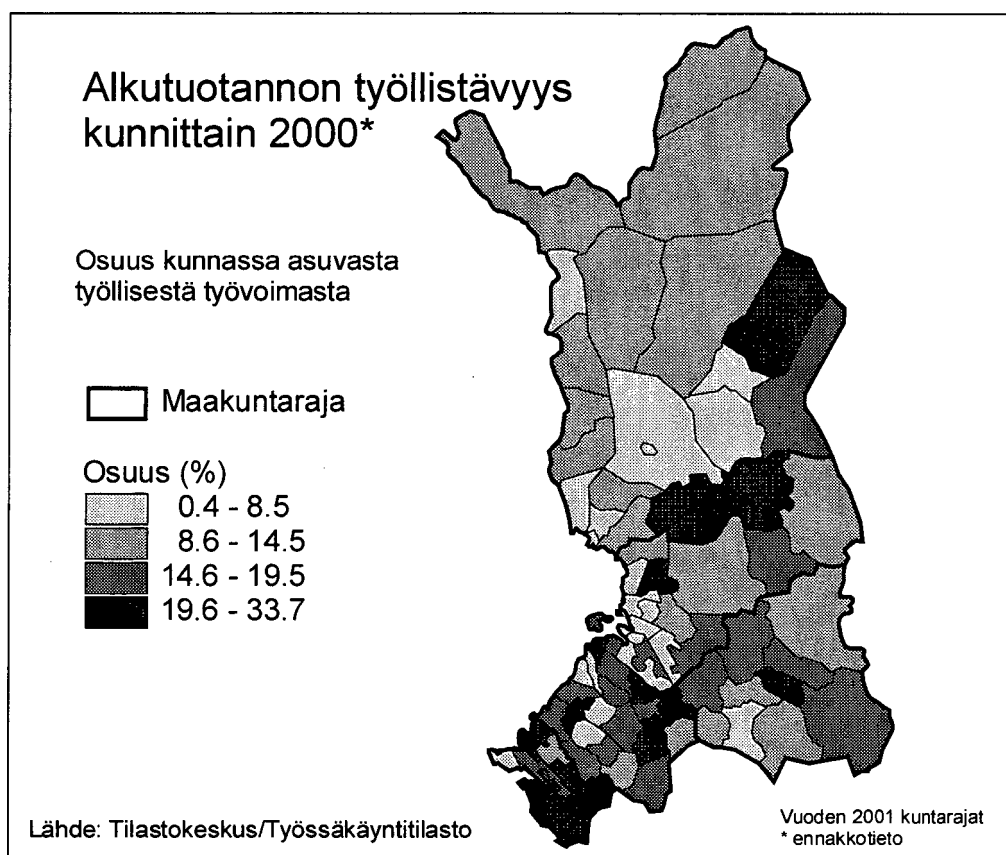 Alkutuotannon työllistävyys
kunnittain 2000*
Osuus kunnassa asuvasta
työllisestä työvoimasta
Maakuntaraja
Osuus (%)
0.4 - 8.5
8.6 - 14.5
14.6 - 19.5
19.6 - 33.7
Lähde: Tilastokeskus/Työssäkäyntitilasto
Vuoden 2001 kuntarajat
* ennakkotieto